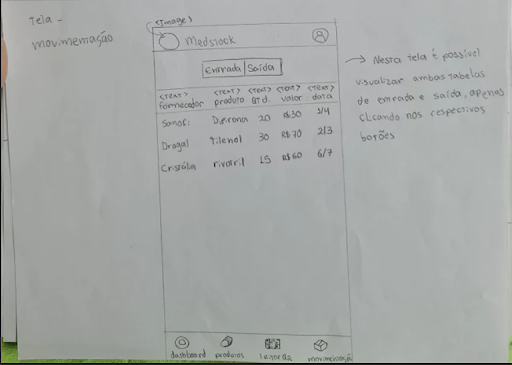 Tela -
movimentação
<Image>
Medstock
Entrada Saída
<TEXT> <TEXT> <TEXT> <TEXT>
fornecedor produto QTD. valor data
Sanofi Dipirona 20 R$30 3/4
Drogal Tilenol 30 R$70 2/3
Cristália rivotril 15 R$60 6/7
dashboard produtos legenda movimentação
→ Nesta tela é possível
visualizar ambas tabelas
de entrada e saída, apenas
clicando nos respectivos
botões